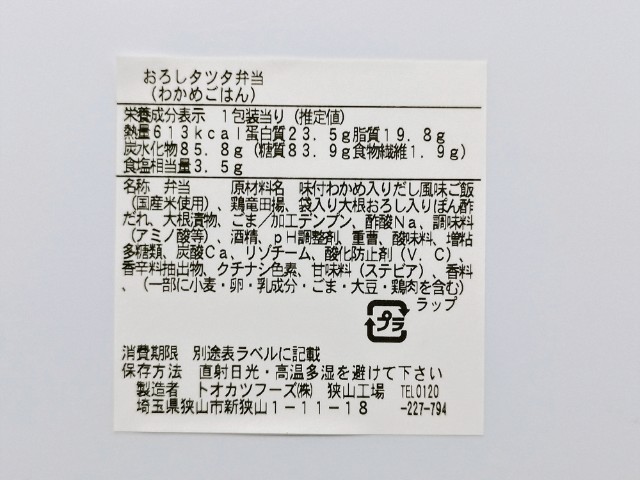 おろしタツタ弁当
(わかめごはん)
栄養成分表示 1包装当り (推定値)
熱量613kcal蛋白質23.5g脂質19.8g
炭水化物85.8g(糖質83.9g食物繊維1.9g)
食塩相当量3.5g
名称 弁当 原材料名 味付わかめ入りだし風味ご飯
(国産米使用)、鶏竜田揚、袋入り大根おろし入りぽん酢
だれ、大根漬物、ごま/加工デンプン、酢酸Na、調味料
(アミノ酸等)、酒精、pH調整剤、重曹、酸味料、増粘
多糖類、炭酸Ca、リゾチーム、酸化防止剤(V.C)、
香辛料抽出物、クチナシ色素、甘味料(ステビア)、香料
、(一部に小麦・卵・乳成分・ごま・大豆・鶏肉を含む)
プラ ラップ
消費期限 別途表ラベルに記載
保存方法 直射日光・高温多湿を避けて下さい
製造者 トオカツフーズ㈱ 狭山工場 TEL0120
埼玉県狭山市新狭山1-11-18 -227-794